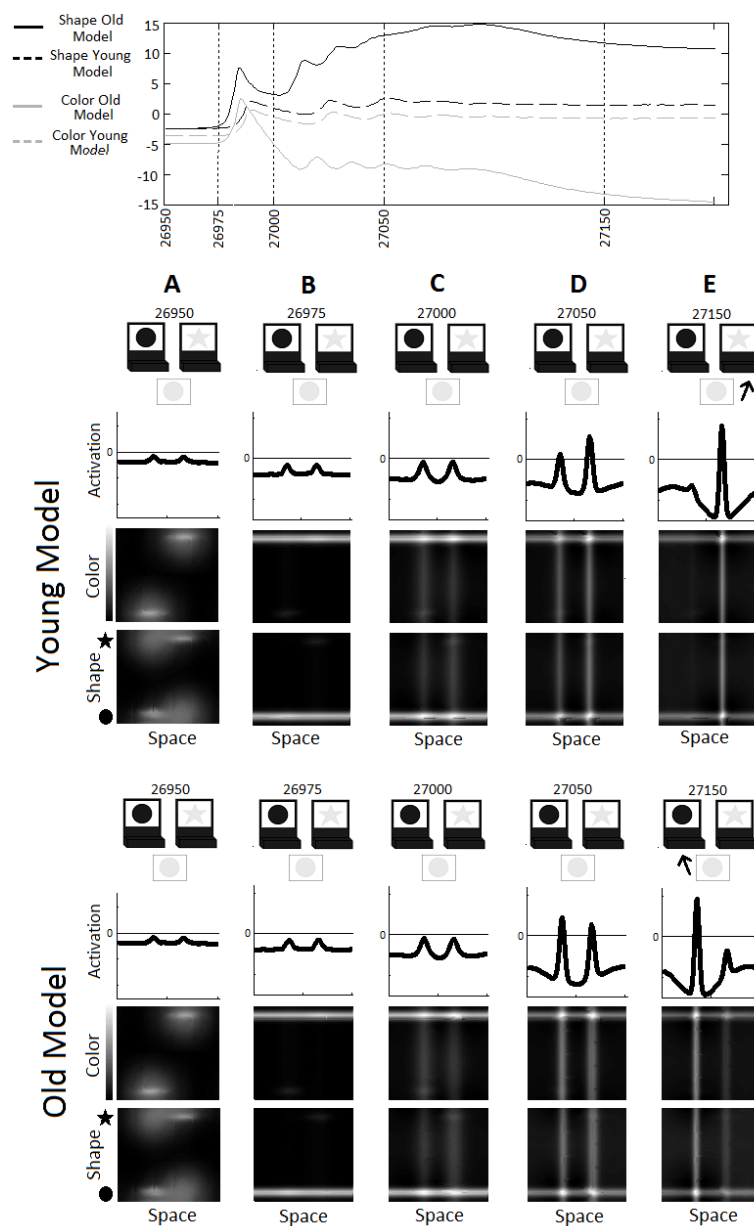 Shape Old
Model
Shape Young
Model
Color Old
Model
Color Young
Model
15
10
5
0
-5
-10
-15
26950
26975
27000
27050
27150
A B C D E
26950 26975 27000 27050 27150
Young Model
Activation
0 0 0 0 0
Color
Shape
Space Space Space Space Space
26950 26975 27000 27050 27150
Old Model
Activation
0 0 0 0 0
Color
Shape
Space Space Space Space Space